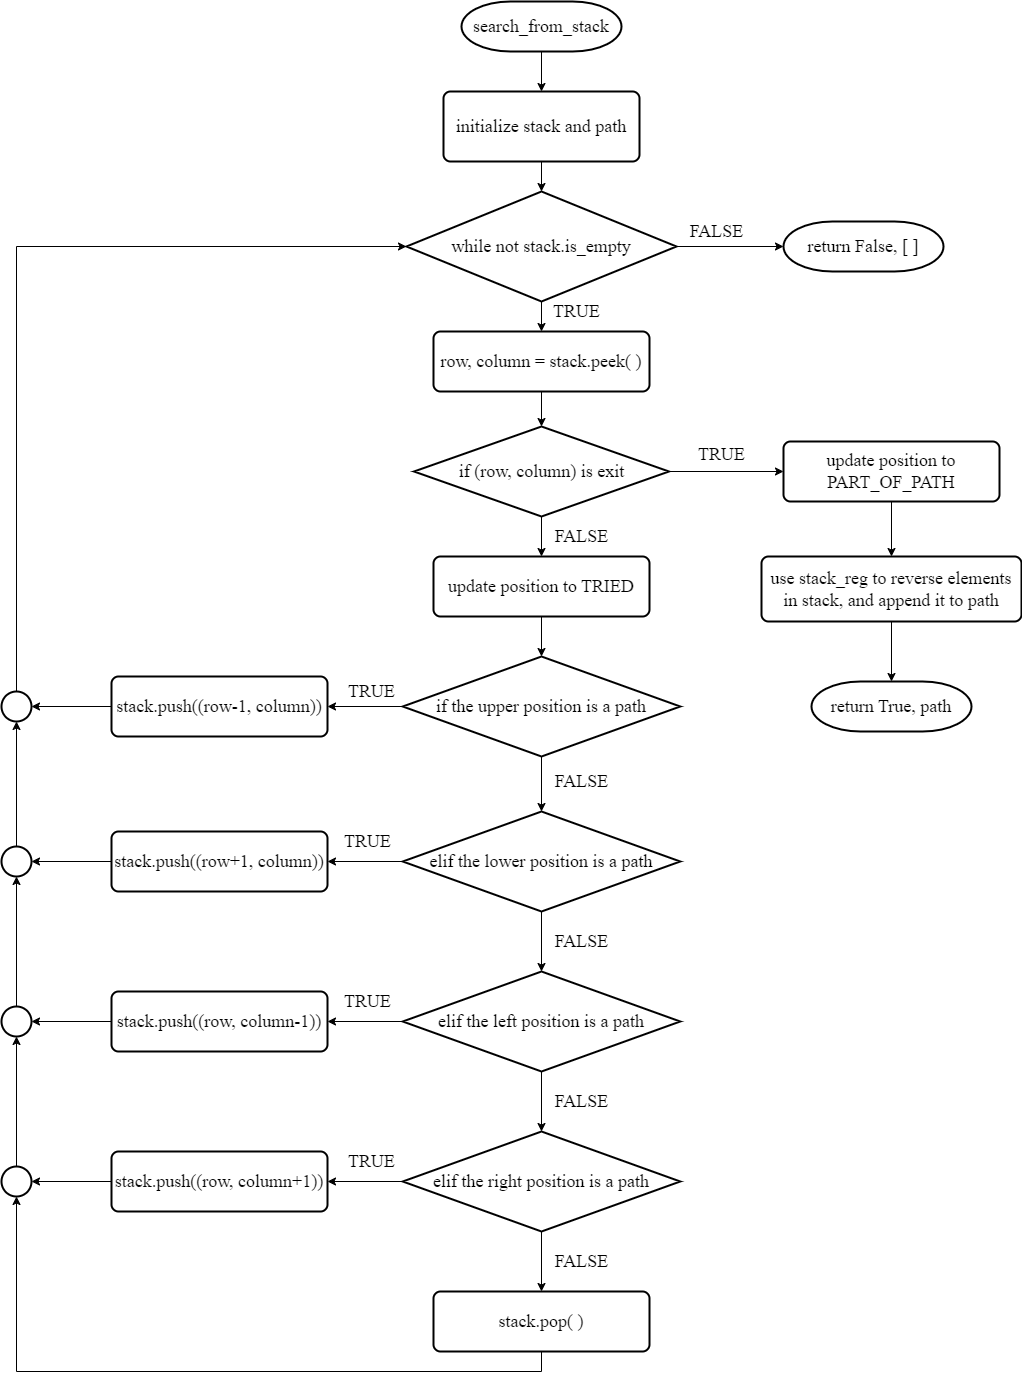 search_from_stack
initialize stack and path
while not stack.is_empty
FALSE
return False, [ ]
TRUE
row, column = stack.peek( )
if (row, column) is exit
TRUE
update position to
PART_OF_PATH
FALSE
update position to TRIED
use stack_reg to reverse elements
in stack, and append it to path
return True, path
if the upper position is a path
TRUE
stack.push((row-1, column))
FALSE
elif the lower position is a path
TRUE
stack.push((row+1, column))
FALSE
elif the left position is a path
TRUE
stack.push((row, column-1))
FALSE
elif the right position is a path
TRUE
stack.push((row, column+1))
FALSE
stack.pop( )